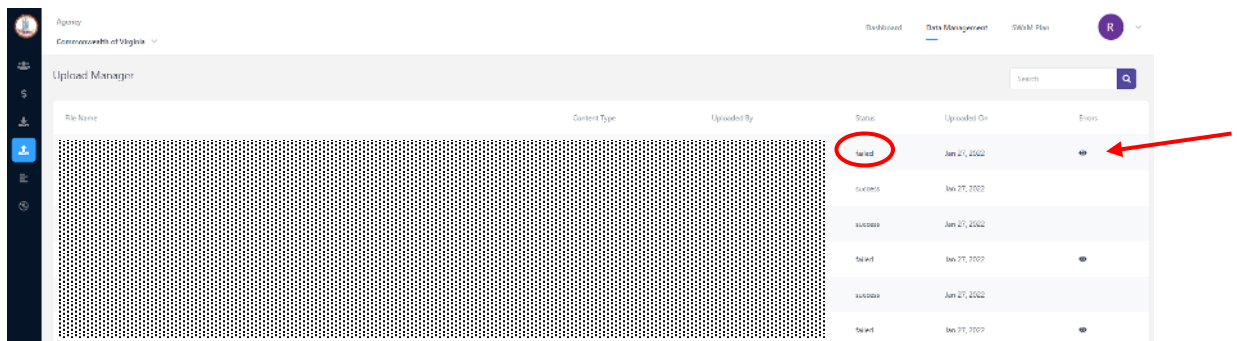 Agency
Dashboard Data Management SWaM Plan R
Commonwealth of Virginia
Upload Manager
Search
$
File Name Content Type Uploaded By Status Uploaded On Errors
failed Jan 27, 2022
success Jan 27, 2022
success Jan 27, 2022
failed Jan 27, 2022
success Jan 27, 2022
failed Jan 27, 2022